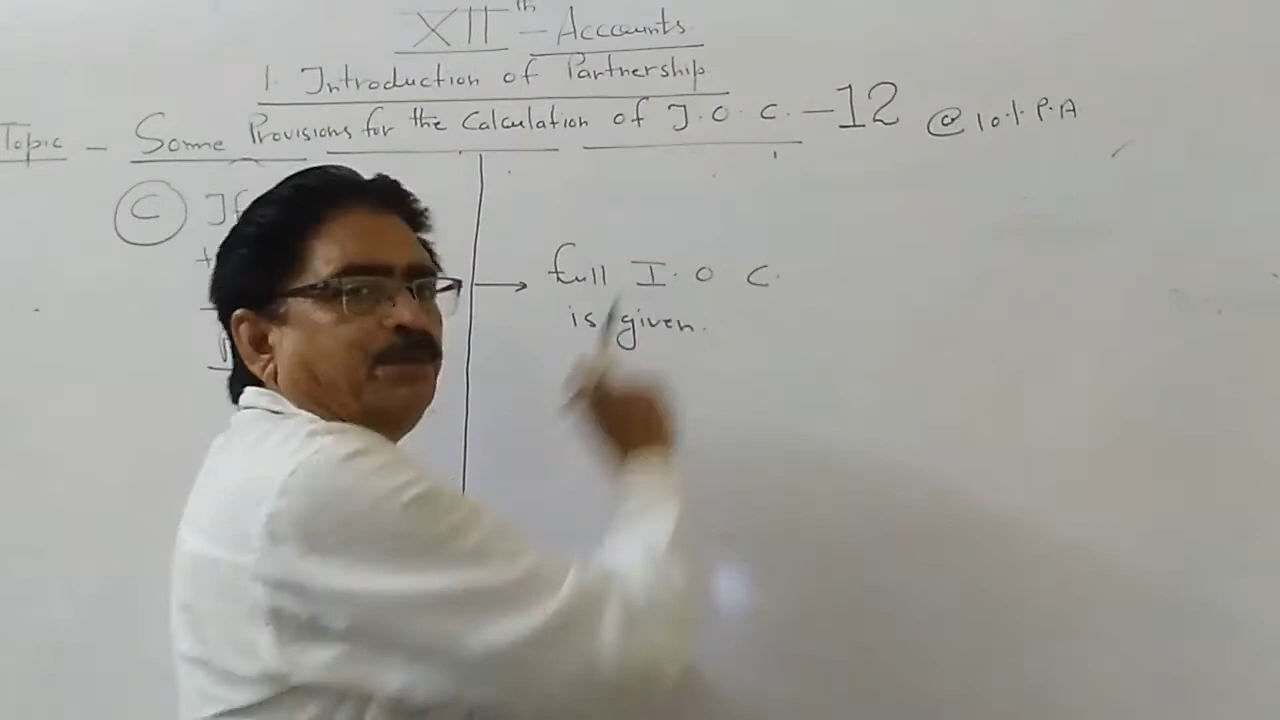 XIIth - Accounts
1. Introduction of Partnership
Topic - Some Provisions for the Calculation of I.O.C. - 12 @ 10% P.A
C If
→ full I.O C.
is given.